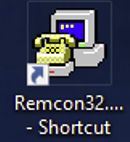 Remcon32....
- Shortcut